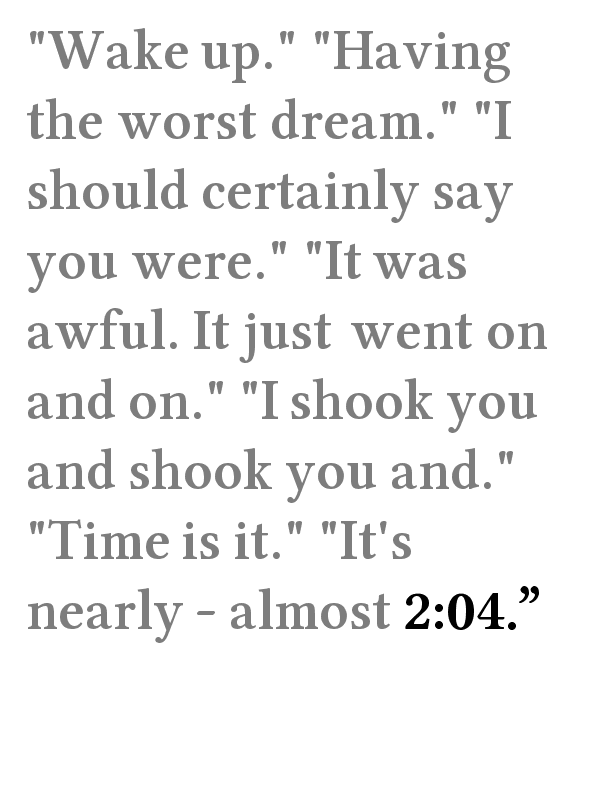 "Wake up." "Having
the worst dream." "I
should certainly say
you were." "It was
awful. It just went on
and on." "I shook you
and shook you and."
"Time is it." "It's
nearly - almost 2:04.”